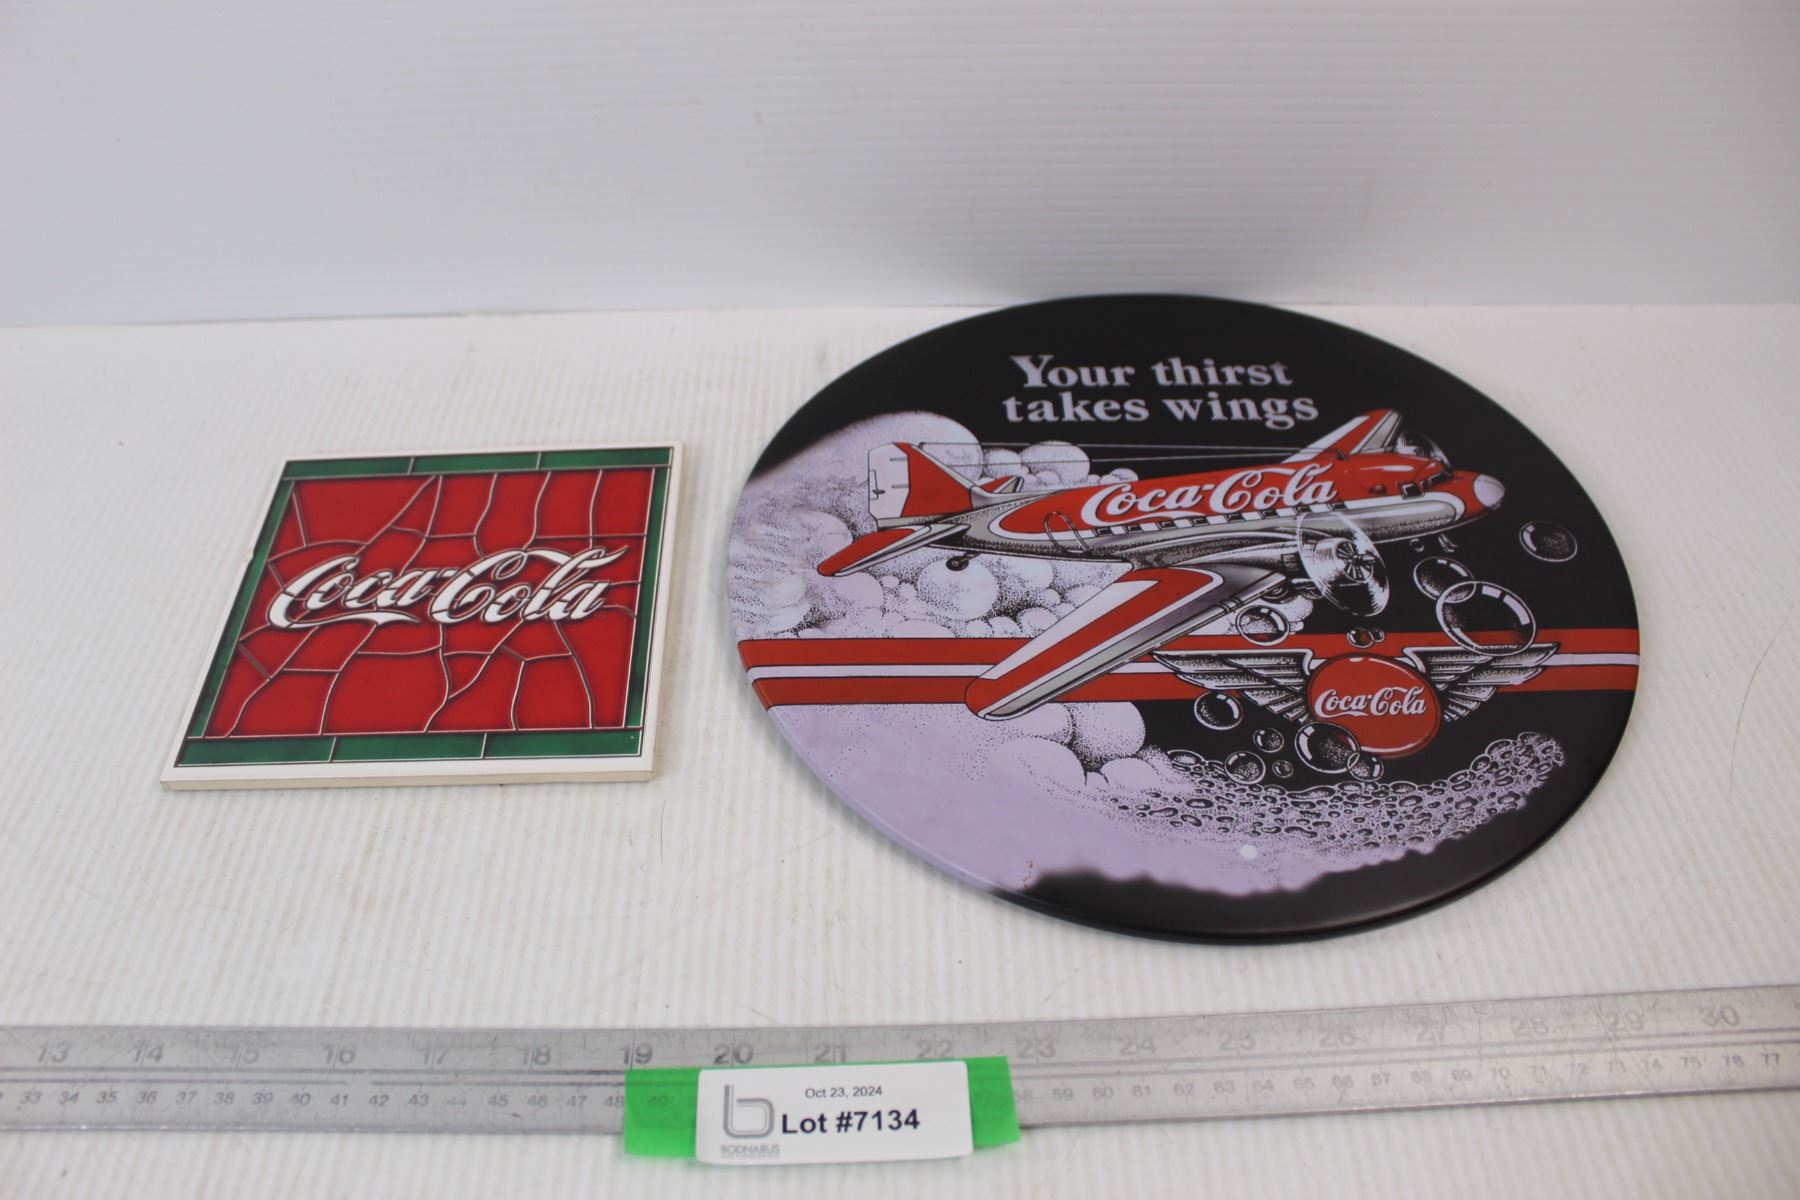 Your thirst
takes wings
Coca-Cola
Coca-Cola
Coca-Cola
13 14 15 16 17 18 19 20 21 22 23 24 25 26 27 28 29 30
33 34 35 36 37 38 39 40 41 42 43 44 45 46 47 48 49 58 59 60 61 62 63 64 65 66 67 68 69 70 71 72 73 74 75 76 77
Oct 23, 2024
Lot #7134
BODNARUS
AUCTIONEERING